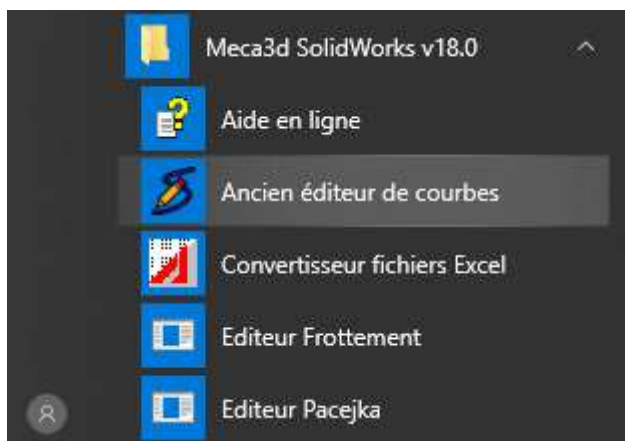 Meca3d SolidWorks v18.0
Aide en ligne
Ancien éditeur de courbes
Convertisseur fichiers Excel
Editeur Frottement
Editeur Pacejka